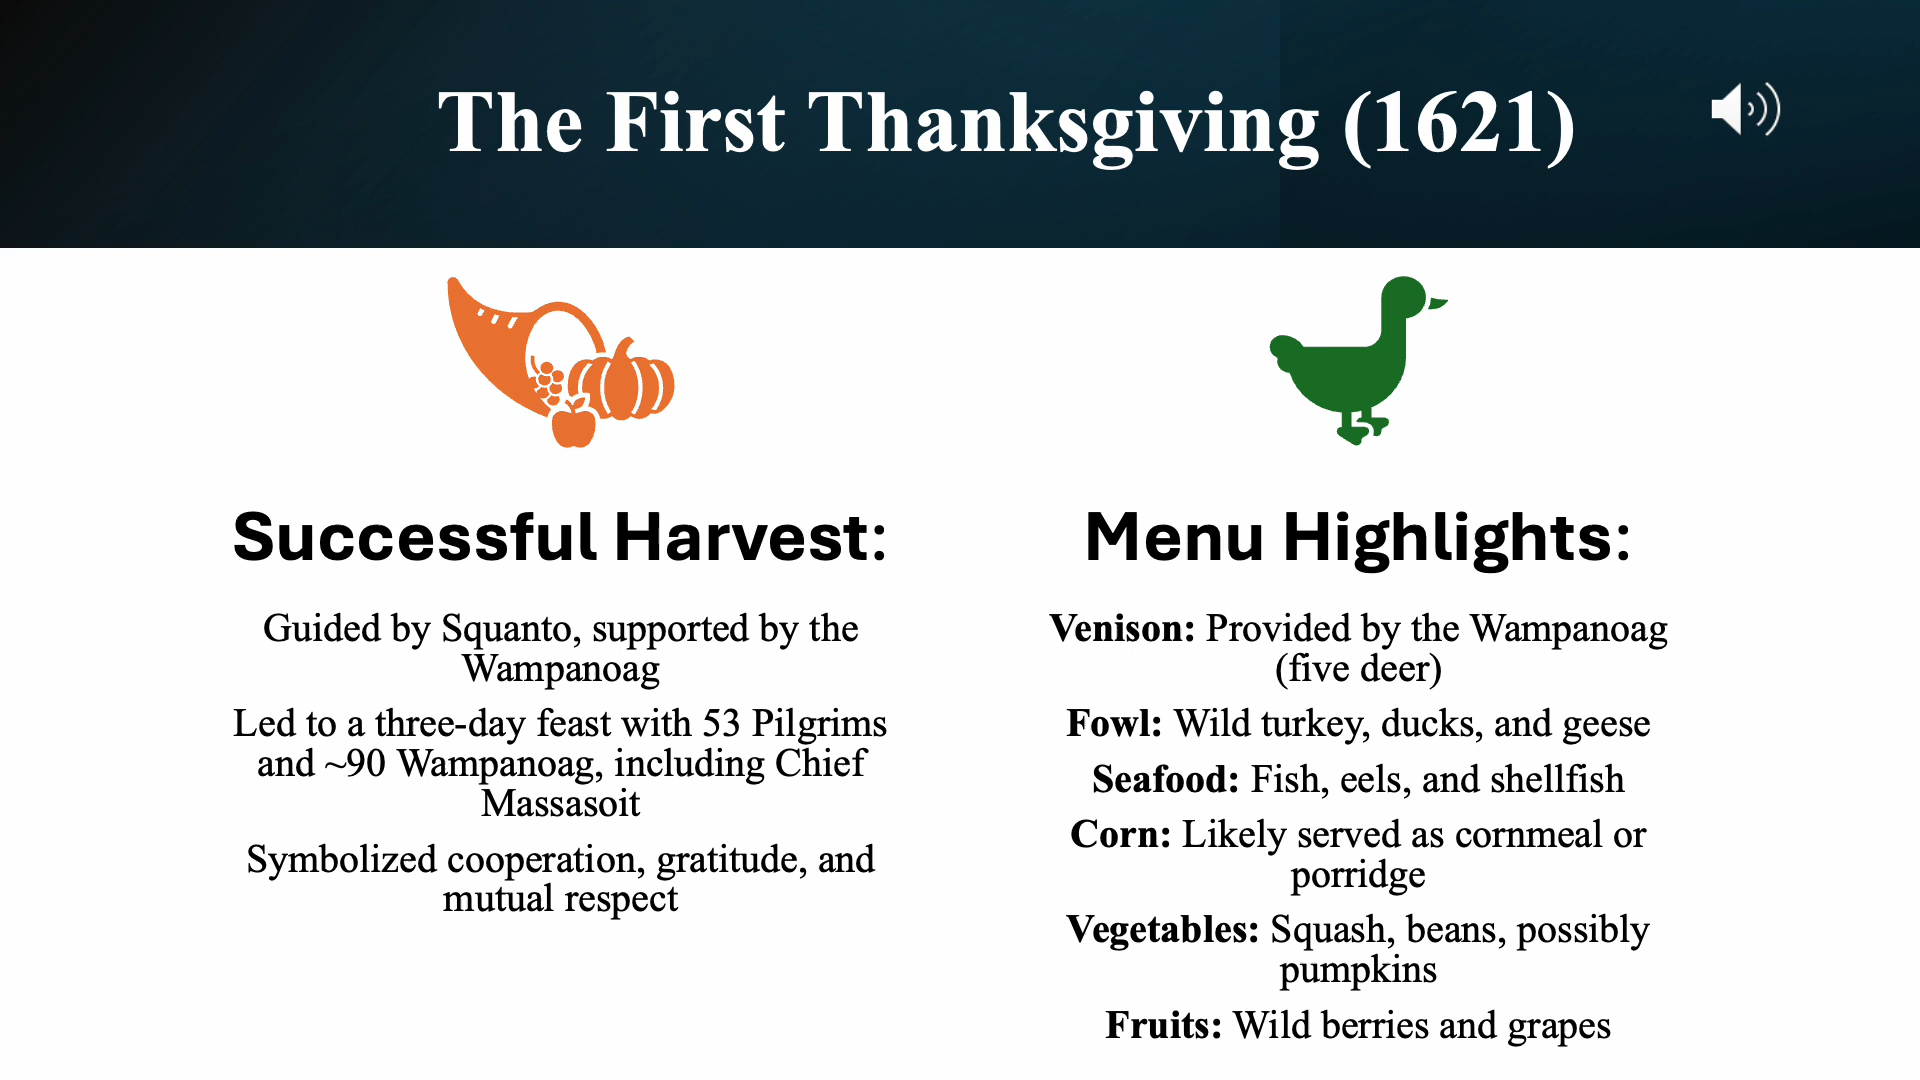 The First Thanksgiving (1621)
Successful Harvest:
Guided by Squanto, supported by the
Wampanoag
Led to a three-day feast with 53 Pilgrims
and ~90 Wampanoag, including Chief
Massasoit
Symbolized cooperation, gratitude, and
mutual respect
Menu Highlights:
Venison: Provided by the Wampanoag
(five deer)
Fowl: Wild turkey, ducks, and geese
Seafood: Fish, eels, and shellfish
Corn: Likely served as cornmeal or
porridge
Vegetables: Squash, beans, possibly
pumpkins
Fruits: Wild berries and grapes